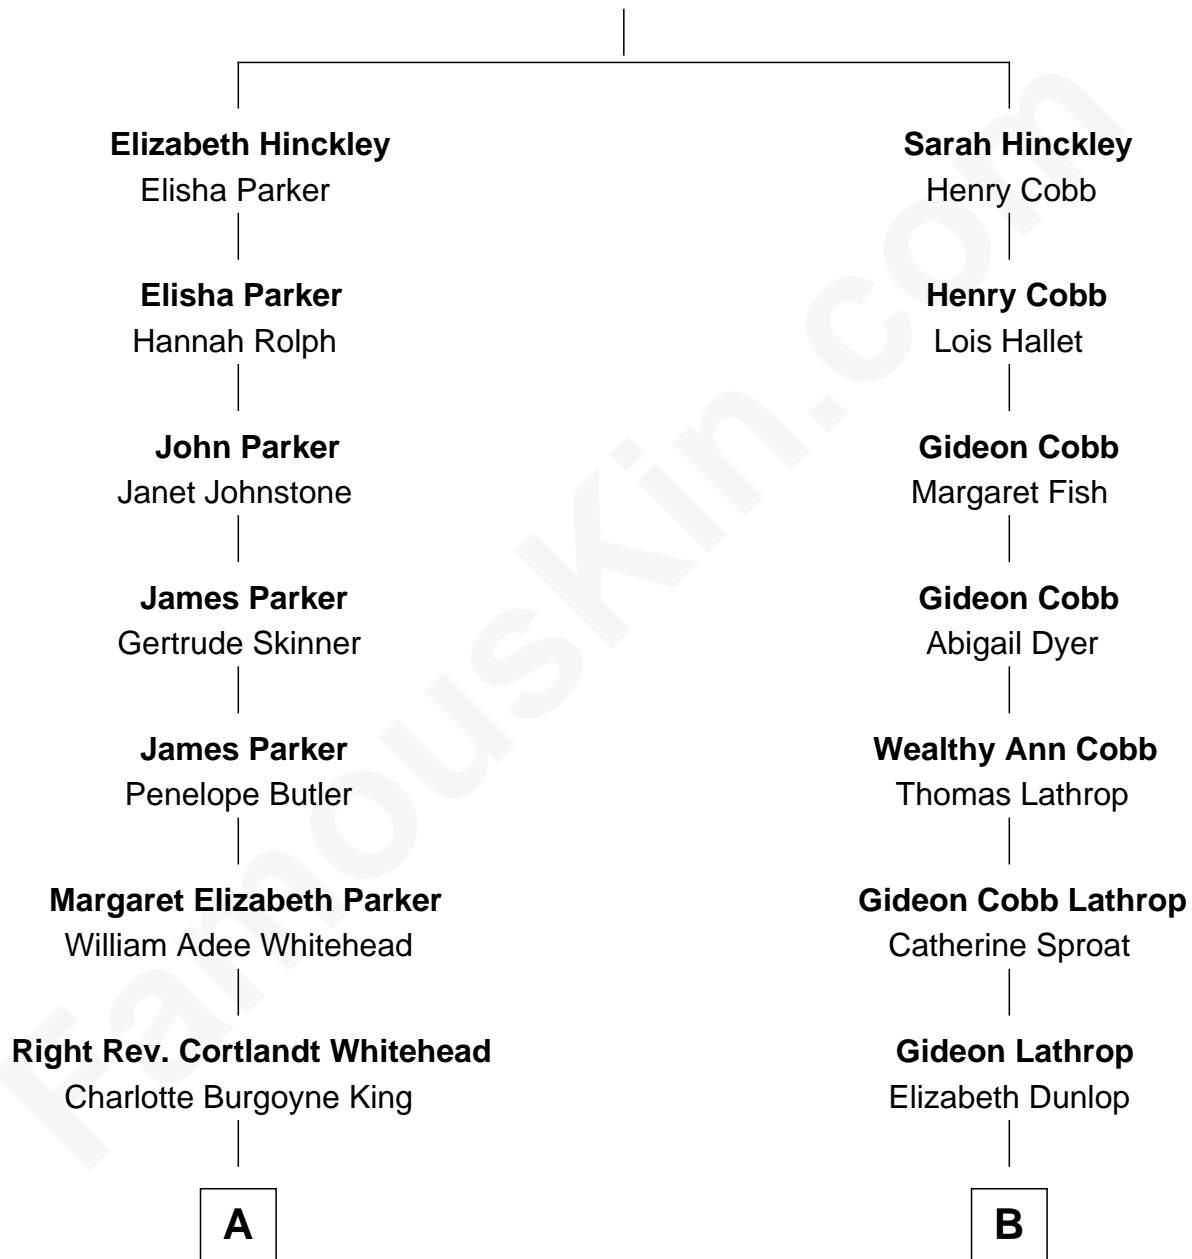 Elizabeth Hinckley
Elisha Parker
Elisha Parker
Hannah Rolph
John Parker
Janet Johnstone
James Parker
Gertrude Skinner
James Parker
Penelope Butler
Margaret Elizabeth Parker
William Adee Whitehead
Right Rev. Cortlandt Whitehead
Charlotte Burgoyne King
A
Sarah Hinckley
Henry Cobb
Henry Cobb
Lois Hallet
Gideon Cobb
Margaret Fish
Gideon Cobb
Abigail Dyer
Wealthy Ann Cobb
Thomas Lathrop
Gideon Cobb Lathrop
Catherine Sproat
Gideon Lathrop
Elizabeth Dunlop
B
FamousKin.com